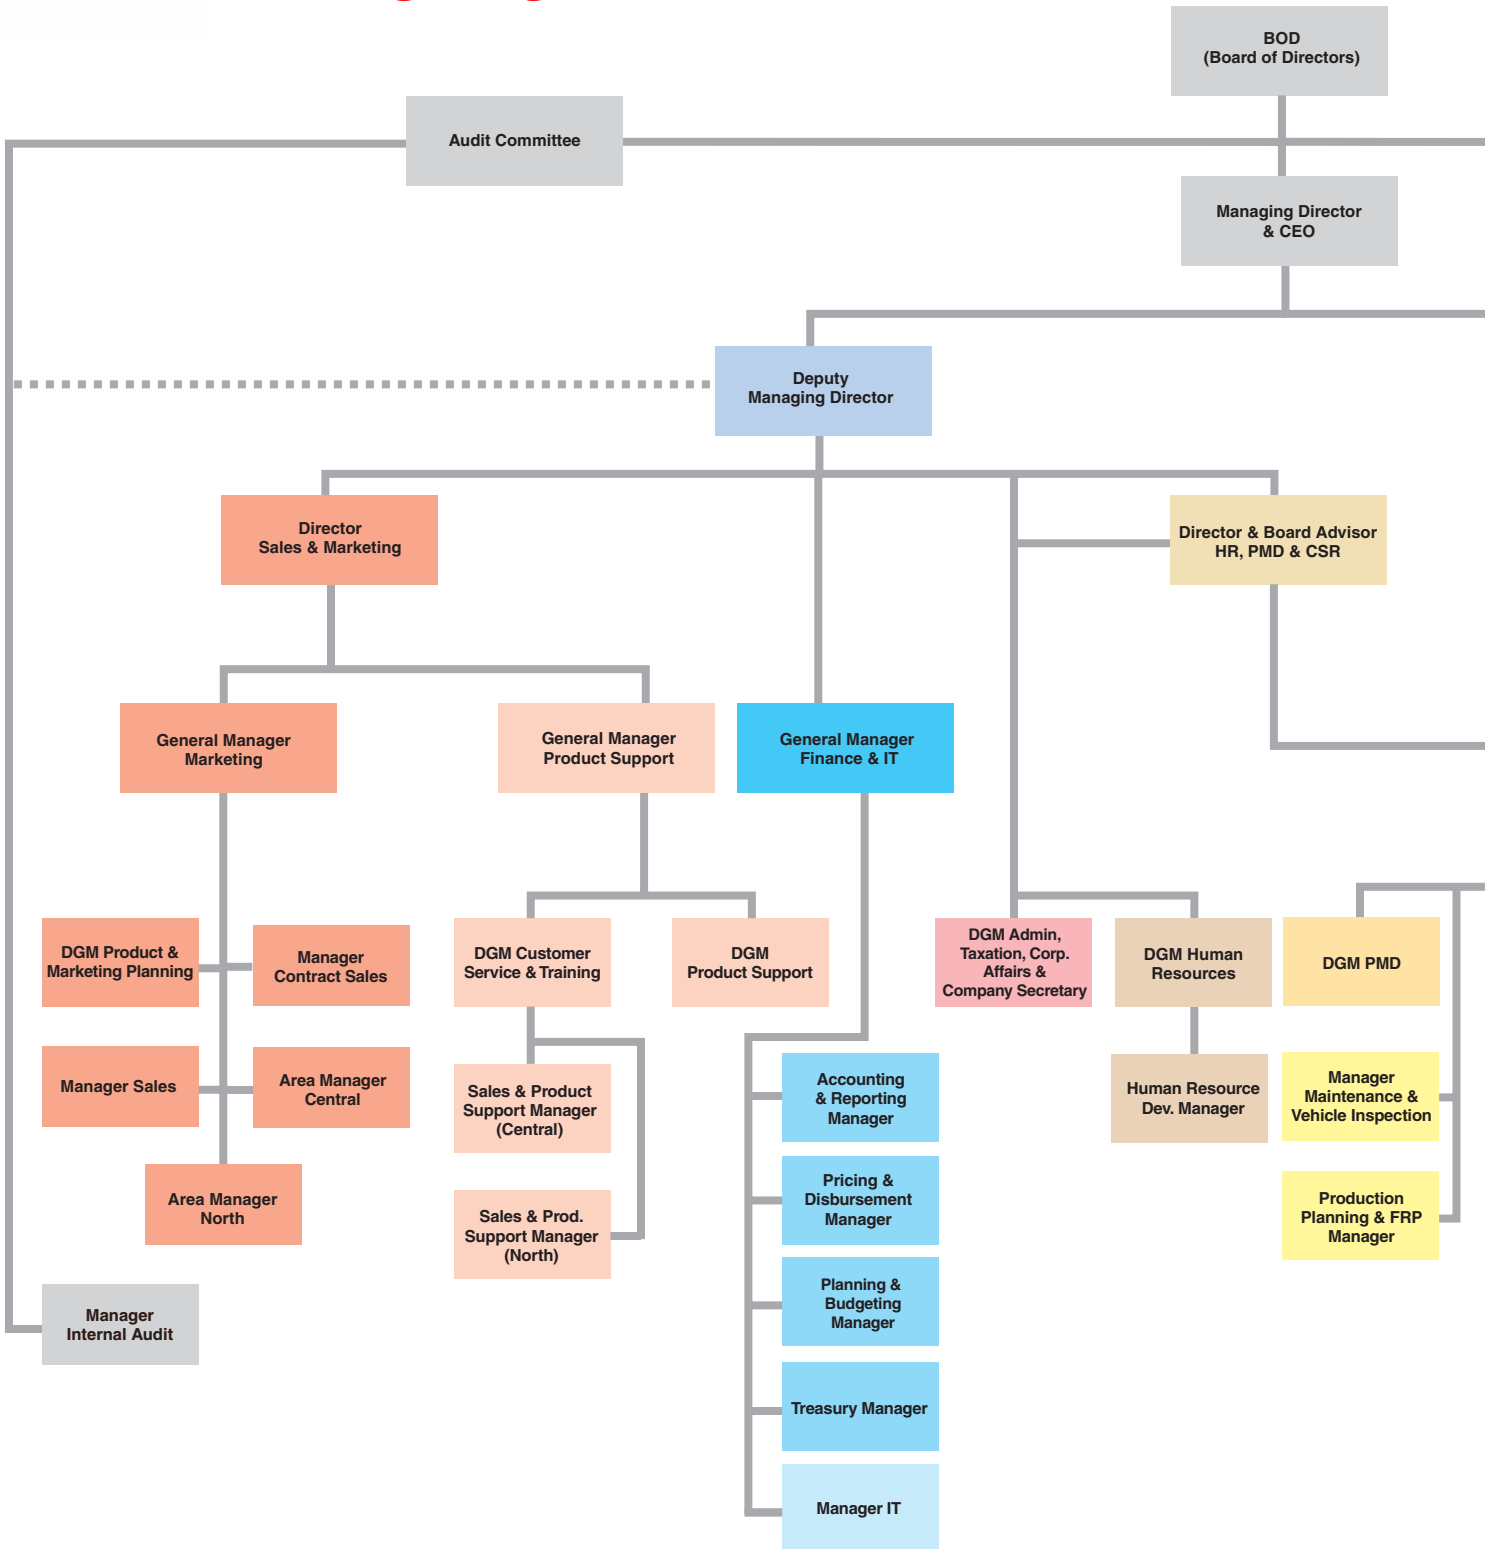 BOD
(Board of Directors)
Audit Committee
Managing Director
& CEO
Deputy
Managing Director
Director
Sales & Marketing
Director & Board Advisor
HR, PMD & CSR
General Manager
Marketing
General Manager
Product Support
General Manager
Finance & IT
DGM Product &
Marketing Planning
Manager
Contract Sales
DGM Customer
Service & Training
DGM
Product Support
DGM Admin,
Taxation, Corp.
Affairs &
Company Secretary
DGM Human
Resources
DGM PMD
Manager Sales
Area Manager
Central
Sales & Product
Support Manager
(Central)
Accounting
& Reporting
Manager
Human Resource
Dev. Manager
Manager
Maintenance &
Vehicle Inspection
Area Manager
North
Sales & Prod.
Support Manager
(North)
Pricing &
Disbursement
Manager
Production
Planning & FRP
Manager
Manager
Internal Audit
Planning &
Budgeting
Manager
Treasury Manager
Manager IT